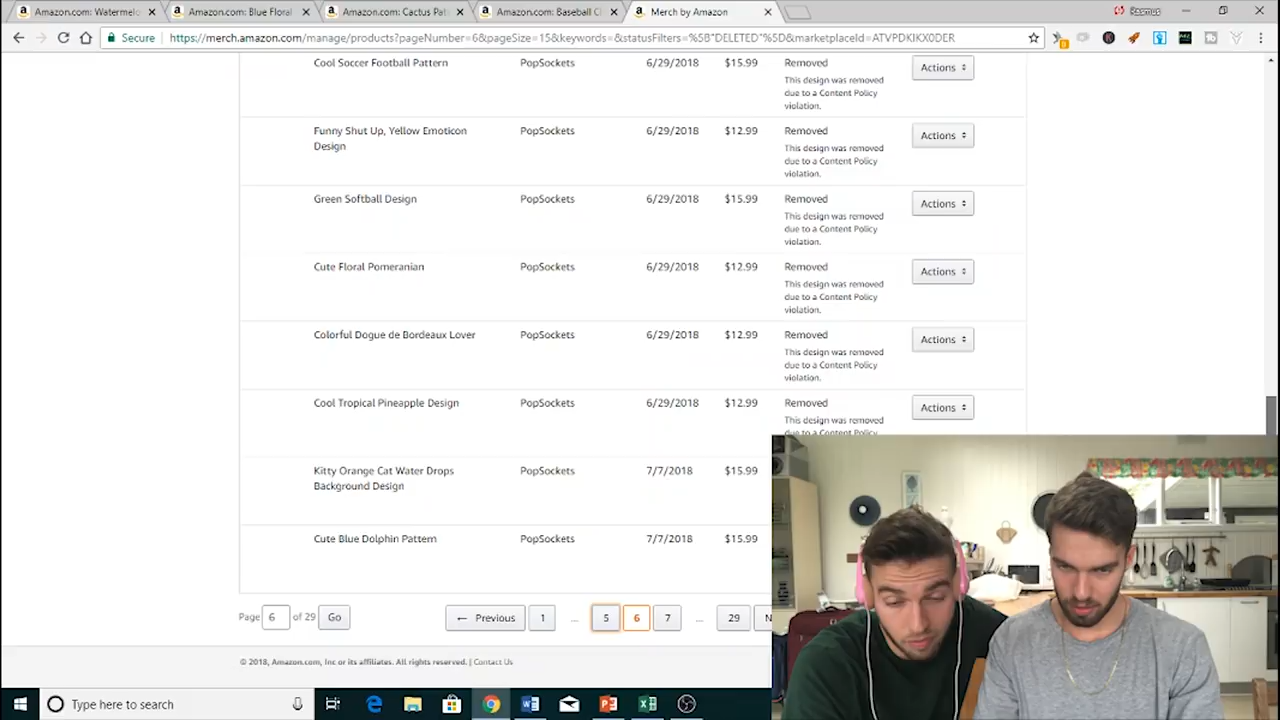 Amazon.com: Watermelo
Amazon.com: Blue Floral
Amazon.com: Cactus Pat
Amazon.com: Baseball C
Merch by Amazon
Rasmus
Secure
https://merch.amazon.com/manage/products?pageNumber=6&pageSize=15&keywords=&statusFilters=%5B"DELETED"%5D&marketplaceId=ATVPDKIKX0DER
Cool Soccer Football Pattern PopSockets 6/29/2018 $15.99 Removed Actions
This design was removed
due to a Content Policy
violation.
Funny Shut Up, Yellow Emoticon PopSockets 6/29/2018 $12.99 Removed Actions
Design
This design was removed
due to a Content Policy
violation.
Green Softball Design PopSockets 6/29/2018 $15.99 Removed Actions
This design was removed
due to a Content Policy
violation.
Cute Floral Pomeranian PopSockets 6/29/2018 $12.99 Removed Actions
This design was removed
due to a Content Policy
violation.
Colorful Dogue de Bordeaux Lover PopSockets 6/29/2018 $12.99 Removed Actions
This design was removed
due to a Content Policy
violation.
Cool Tropical Pineapple Design PopSockets 6/29/2018 $12.99 Removed Actions
This design was removed
due to a Content Policy
Kitty Orange Cat Water Drops PopSockets 7/7/2018 $15.99
Background Design
Cute Blue Dolphin Pattern PopSockets 7/7/2018 $15.99
Page 6 of 29 Go ← Previous 1 ... 5 6 7 ... 29 N
© 2018, Amazon.com, Inc or its affiliates. All rights reserved. | Contact Us
Type here to search